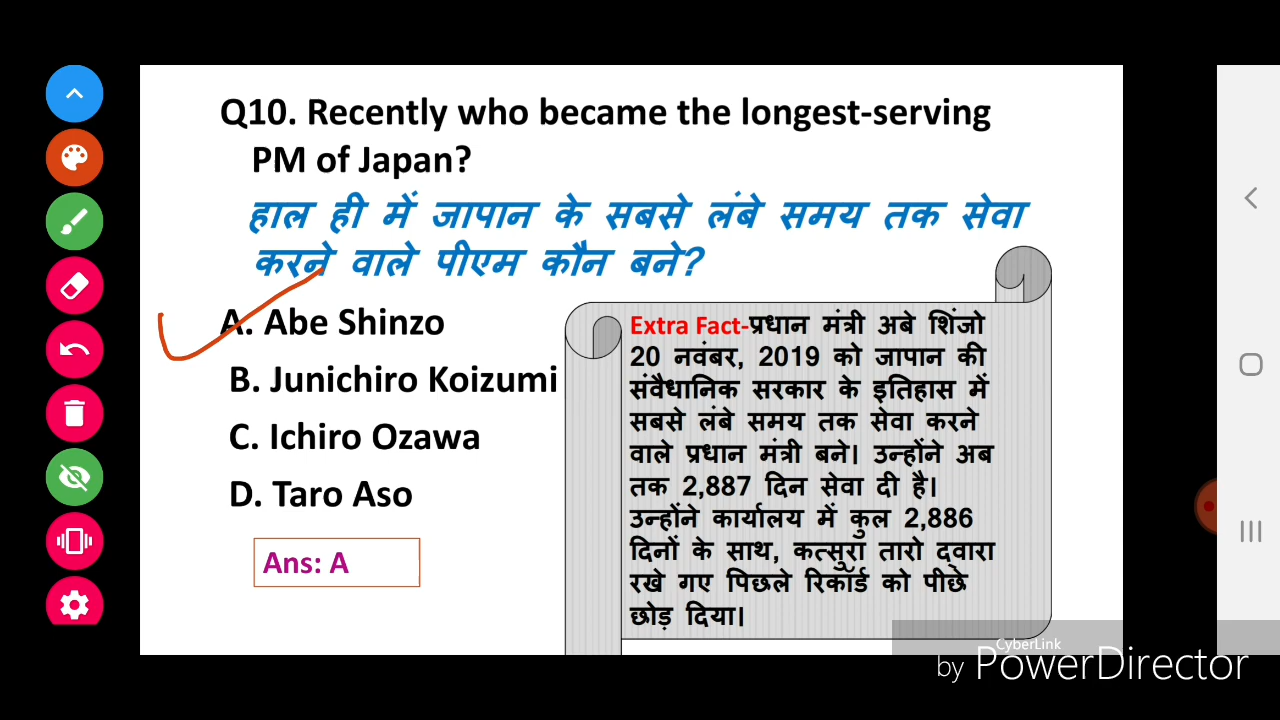 Q10. Recently who became the longest-serving
PM of Japan?
हाल ही में जापान के सबसे लंबे समय तक सेवा
करने वाले पीएम कौन बने?
A. Abe Shinzo
B. Junichiro Koizumi
C. Ichiro Ozawa
D. Taro Aso
Ans: A
Extra Fact-प्रधान मंत्री अबे शिंजो
20 नवंबर, 2019 को जापान की
संवैधानिक सरकार के इतिहास में
सबसे लंबे समय तक सेवा करने
वाले प्रधान मंत्री बने। उन्होंने अब
तक 2,887 दिन सेवा दी है।
उन्होंने कार्यालय में कुल 2,886
दिनों के साथ, कत्सुरा तारो द्वारा
रखे गए पिछले रिकॉर्ड को पीछे
छोड़ दिया।
CyberLink
by PowerDirector